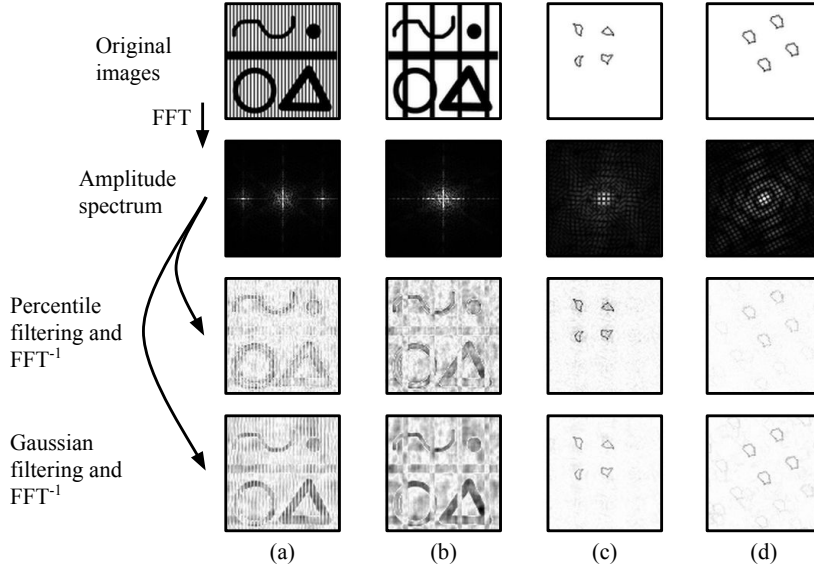 Original
images
FFT
Amplitude
spectrum
Percentile
filtering and
FFT-1
Gaussian
filtering and
FFT-1
(a) (b) (c) (d)